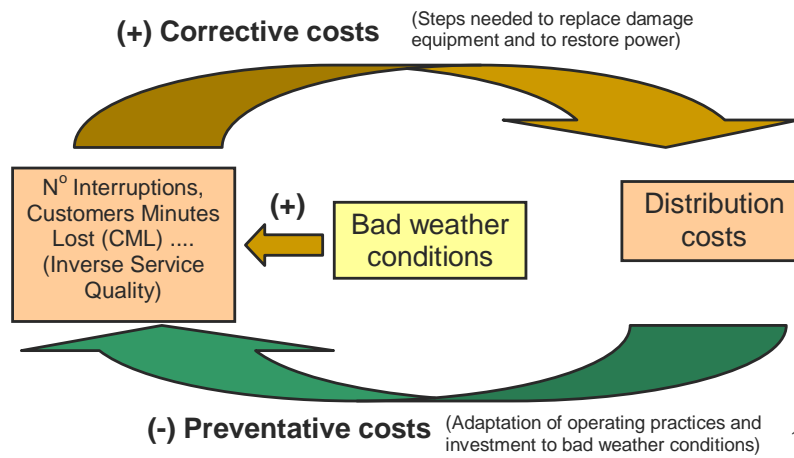 (+) Corrective costs
(Steps needed to replace damage
equipment and to restore power)
Nº Interruptions,
Customers Minutes
Lost (CML) ....
(Inverse Service
Quality)
(+)
Bad weather
conditions
Distribution
costs
(-) Preventative costs
(Adaptation of operating practices and
investment to bad weather conditions)